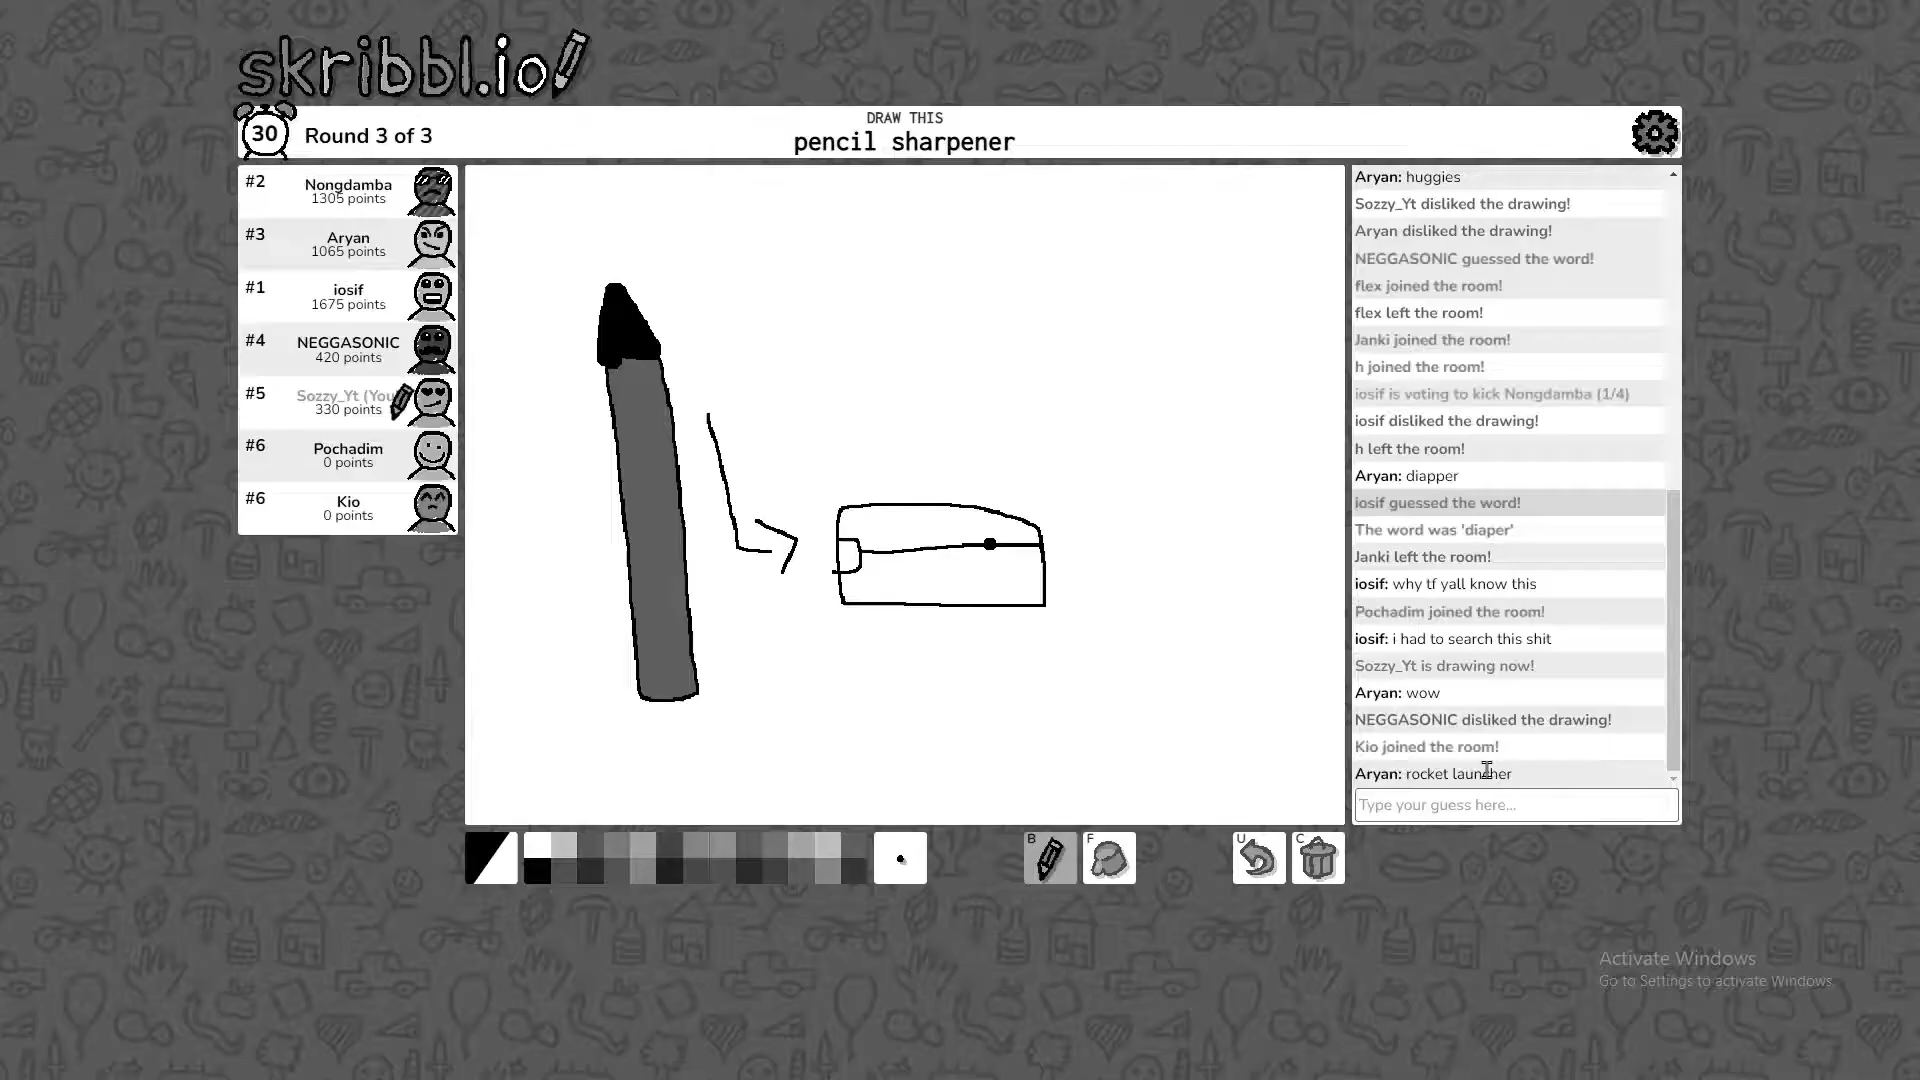 skribbl.io
30
Round 3 of 3
DRAW THIS
pencil sharpener
#2
Nongdamba
1305 points
#3
Aryan
1065 points
#1
iosif
1675 points
#4
NEGGASONIC
420 points
#5
Sozzy_Yt (You
330 points
#6
Pochadim
0 points
#6
Kio
0 points
Aryan: huggies
Sozzy_Yt disliked the drawing!
Aryan disliked the drawing!
NEGGASONIC guessed the word!
flex joined the room!
flex left the room!
Janki joined the room!
h joined the room!
iosif is voting to kick Nongdamba (1/4)
iosif disliked the drawing!
h left the room!
Aryan: diapper
iosif guessed the word!
The word was 'diaper'
Janki left the room!
iosif: why tf yall know this
Pochadim joined the room!
iosif: i had to search this shit
Sozzy_Yt is drawing now!
Aryan: wow
NEGGASONIC disliked the drawing!
Kio joined the room!
Aryan: rocket launcher
Type your guess here...
B
F
U
C
Activate Windows
Go to Settings to activate Windows.